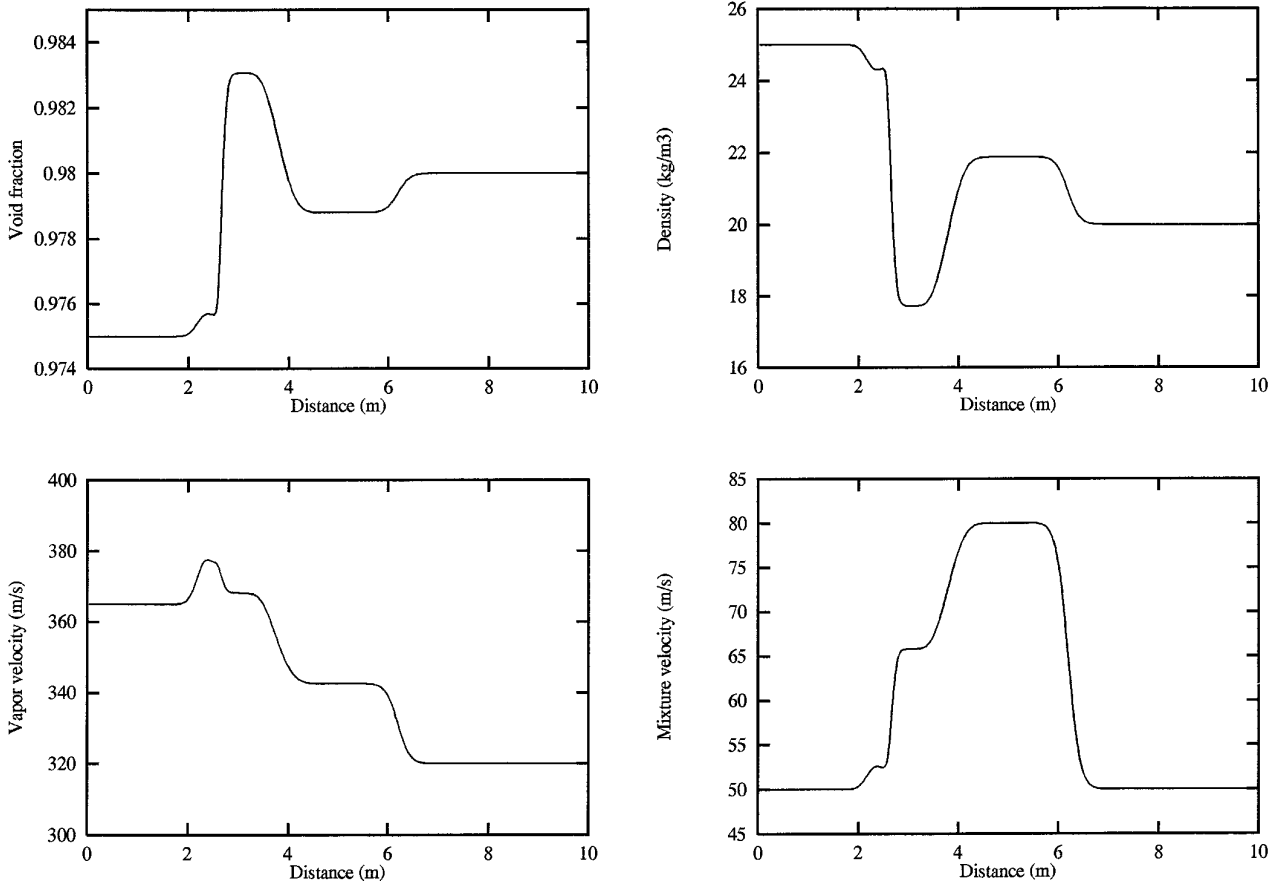 0.984
0.982
0.98
0.978
0.976
0.974
Void fraction
0 2 4 6 8 10
Distance (m)
26
24
22
20
18
16
Density (kg/m3)
0 2 4 6 8 10
Distance (m)
400
380
360
340
320
300
Vapor velocity (m/s)
0 2 4 6 8 10
Distance (m)
85
80
75
70
65
60
55
50
45
Mixture velocity (m/s)
0 2 4 6 8 10
Distance (m)